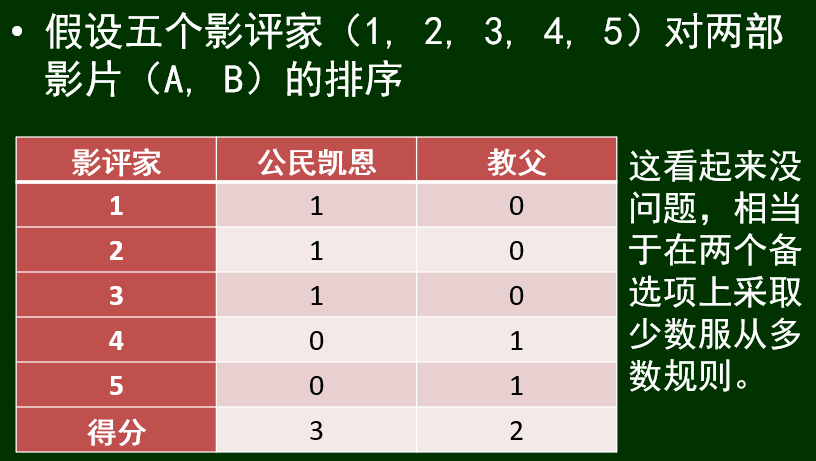 • 假设五个影评家（1, 2, 3, 4, 5）对两部
影片（A, B）的排序
影评家 公民凯恩 教父
1 1 0
2 1 0
3 1 0
4 0 1
5 0 1
得分 3 2
这看起来没
问题，相当
于在两个备
选项上采取
少数服从多
数规则。